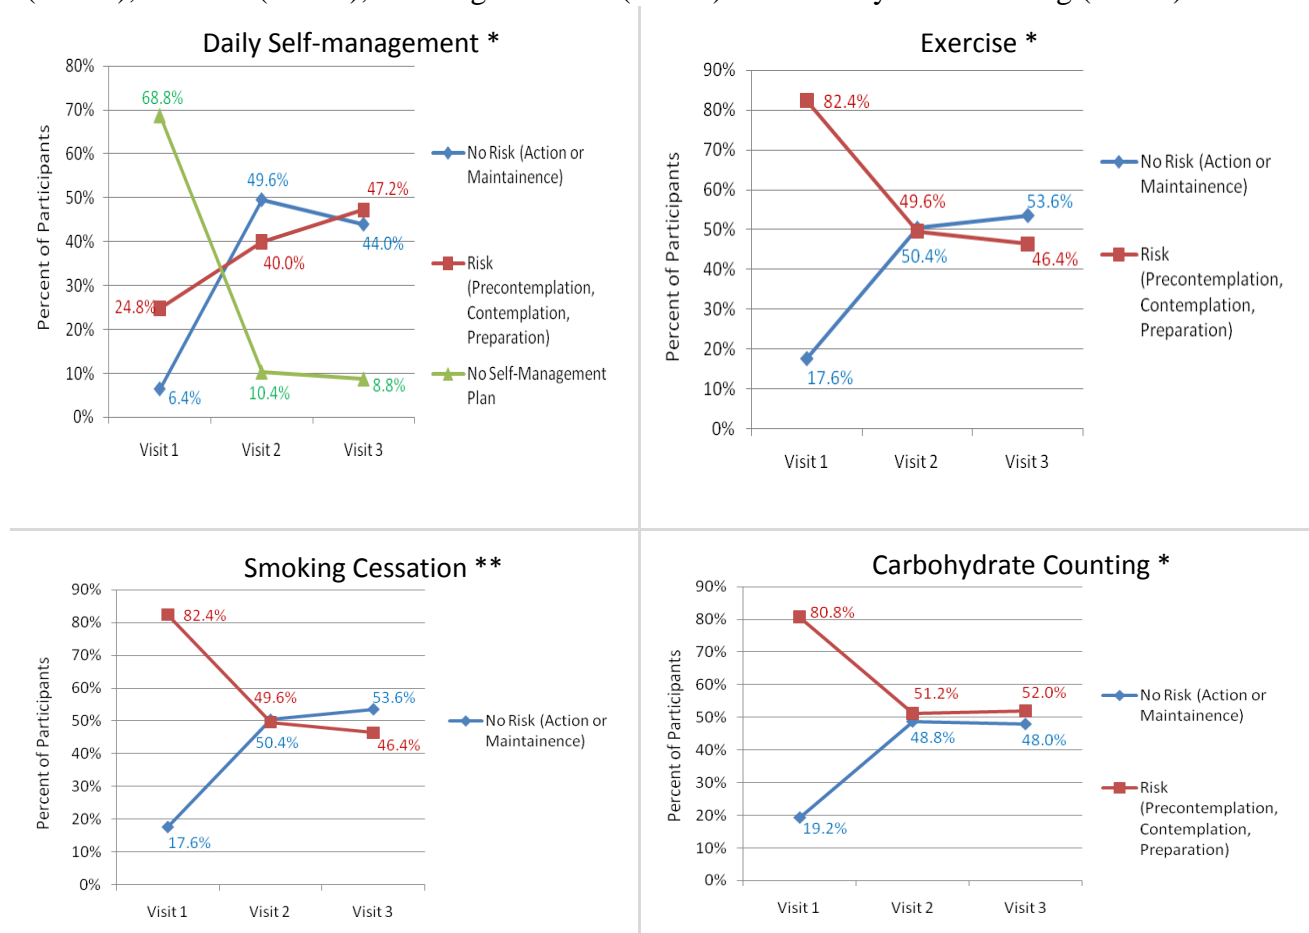 Daily Self-management *
80%
70%
60%
50%
40%
30%
20%
10%
0%
Percent of Participants
68.8%
49.6%
47.2%
44.0%
40.0%
24.8%
6.4%
10.4%
8.8%
Visit 1 Visit 2 Visit 3
No Risk (Action or
Maintainence)
Risk
(Precontemplation,
Contemplation,
Preparation)
No Self-Management
Plan
Exercise *
90%
80%
70%
60%
50%
40%
30%
20%
10%
0%
Percent of Participants
82.4%
49.6%
53.6%
50.4%
46.4%
17.6%
Visit 1 Visit 2 Visit 3
No Risk (Action or
Maintainence)
Risk
(Precontemplation,
Contemplation,
Preparation)
Smoking Cessation **
90%
80%
70%
60%
50%
40%
30%
20%
10%
0%
Percent of Participants
82.4%
49.6%
53.6%
50.4%
46.4%
17.6%
Visit 1 Visit 2 Visit 3
No Risk (Action or
Maintainence)
Carbohydrate Counting *
90%
80%
70%
60%
50%
40%
30%
20%
10%
0%
Percent of Participants
80.8%
51.2%
52.0%
48.8%
48.0%
19.2%
Visit 1 Visit 2 Visit 3
No Risk (Action or
Maintainence)
Risk
(Precontemplation,
Contemplation,
Preparation)